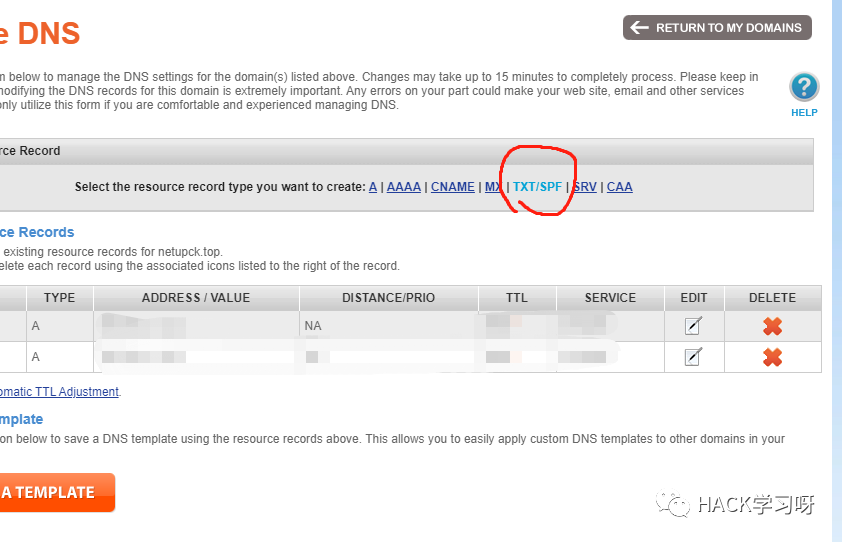 e DNS
RETURN TO MY DOMAINS
m below to manage the DNS settings for the domain(s) listed above. Changes may take up to 15 minutes to completely process. Please keep in
modifying the DNS records for this domain is extremely important. Any errors on your part could make your web site, email and other services
only utilize this form if you are comfortable and experienced managing DNS.
HELP
rce Record
Select the resource record type you want to create: A | AAAA | CNAME | MX | TXT/SPF | SRV | CAA
ce Records
existing resource records for netupck.top.
elete each record using the associated icons listed to the right of the record.
TYPE ADDRESS / VALUE DISTANCE/PRIO TTL SERVICE EDIT DELETE
A NA
A
omatic TTL Adjustment.
mplate
on below to save a DNS template using the resource records above. This allows you to easily apply custom DNS templates to other domains in your
A TEMPLATE
HACK学习呀